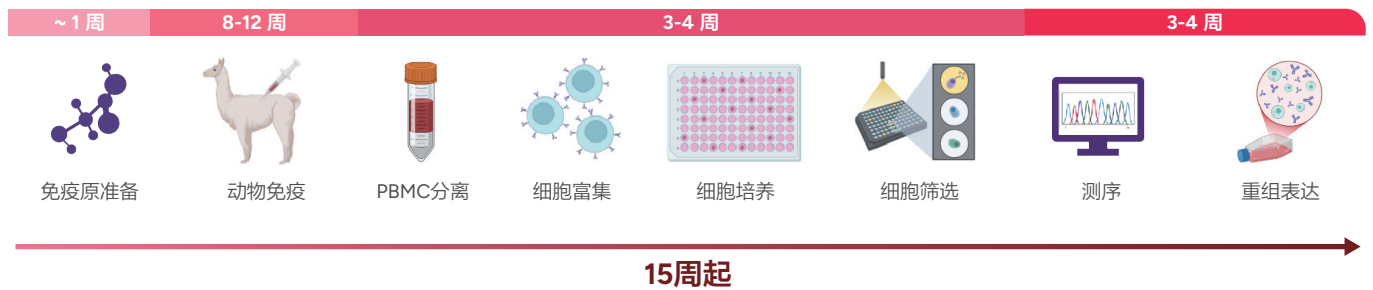 ~ 1 周
8-12 周
3-4 周
3-4 周
免疫原准备
动物免疫
PBMC分离
细胞富集
细胞培养
细胞筛选
测序
重组表达
15周起